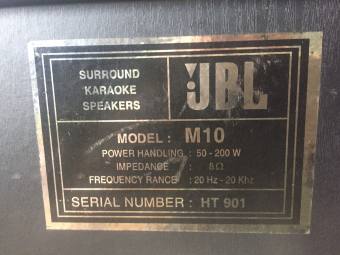 SURROUND
KARAOKE
SPEAKERS
JBL
MODEL : M10
POWER HANDLING : 50 - 200 W
IMPEDANCE : 8Ω
FREQUENCY RANGE : 20 Hz - 20 Khz
SERIAL NUMBER : HT 901